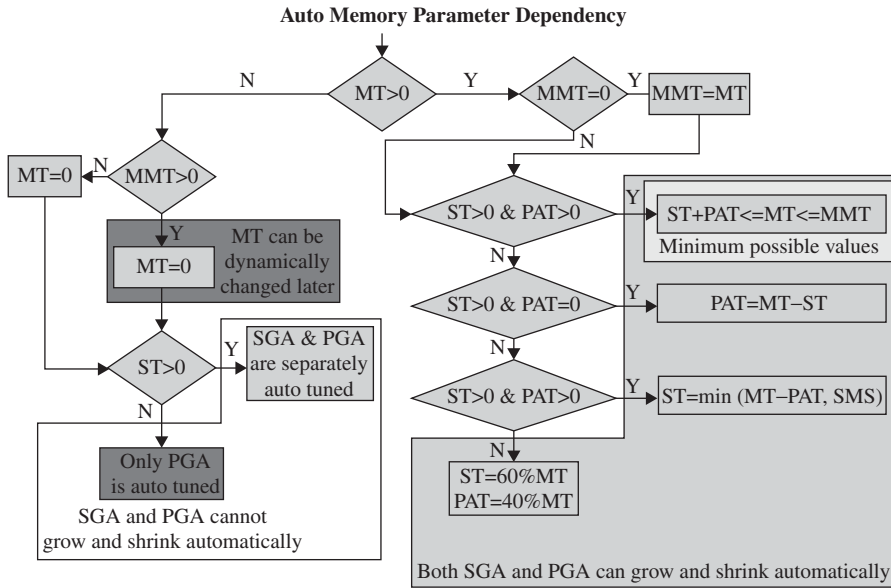 Auto Memory Parameter Dependency
N
MT>0
Y
MMT=0
Y
MMT=MT
N
MT=0
N
MMT>0
Y
MT=0
MT can be
dynamically
changed later
ST>0
Y
SGA & PGA
are separately
auto tuned
N
Only PGA
is auto tuned
SGA and PGA cannot
grow and shrink automatically
ST>0 & PAT>0
Y
ST+PAT<=MT<=MMT
Minimum possible values
N
ST>0 & PAT=0
Y
PAT=MT−ST
N
ST>0 & PAT>0
Y
ST=min (MT−PAT, SMS)
N
ST=60%MT
PAT=40%MT
Both SGA and PGA can grow and shrink automatically